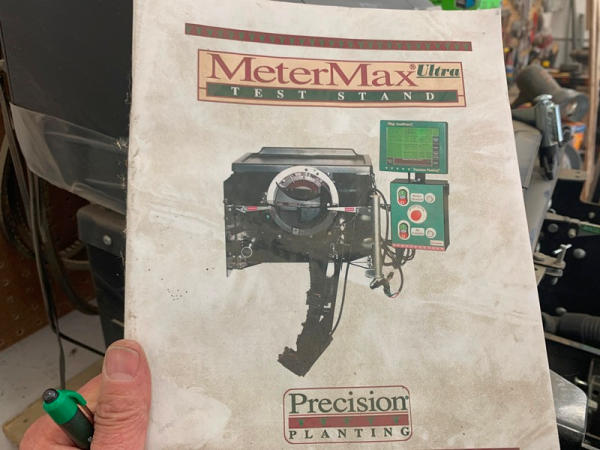 MeterMax® Ultra
TEST STAND
Precision®
PLANTING